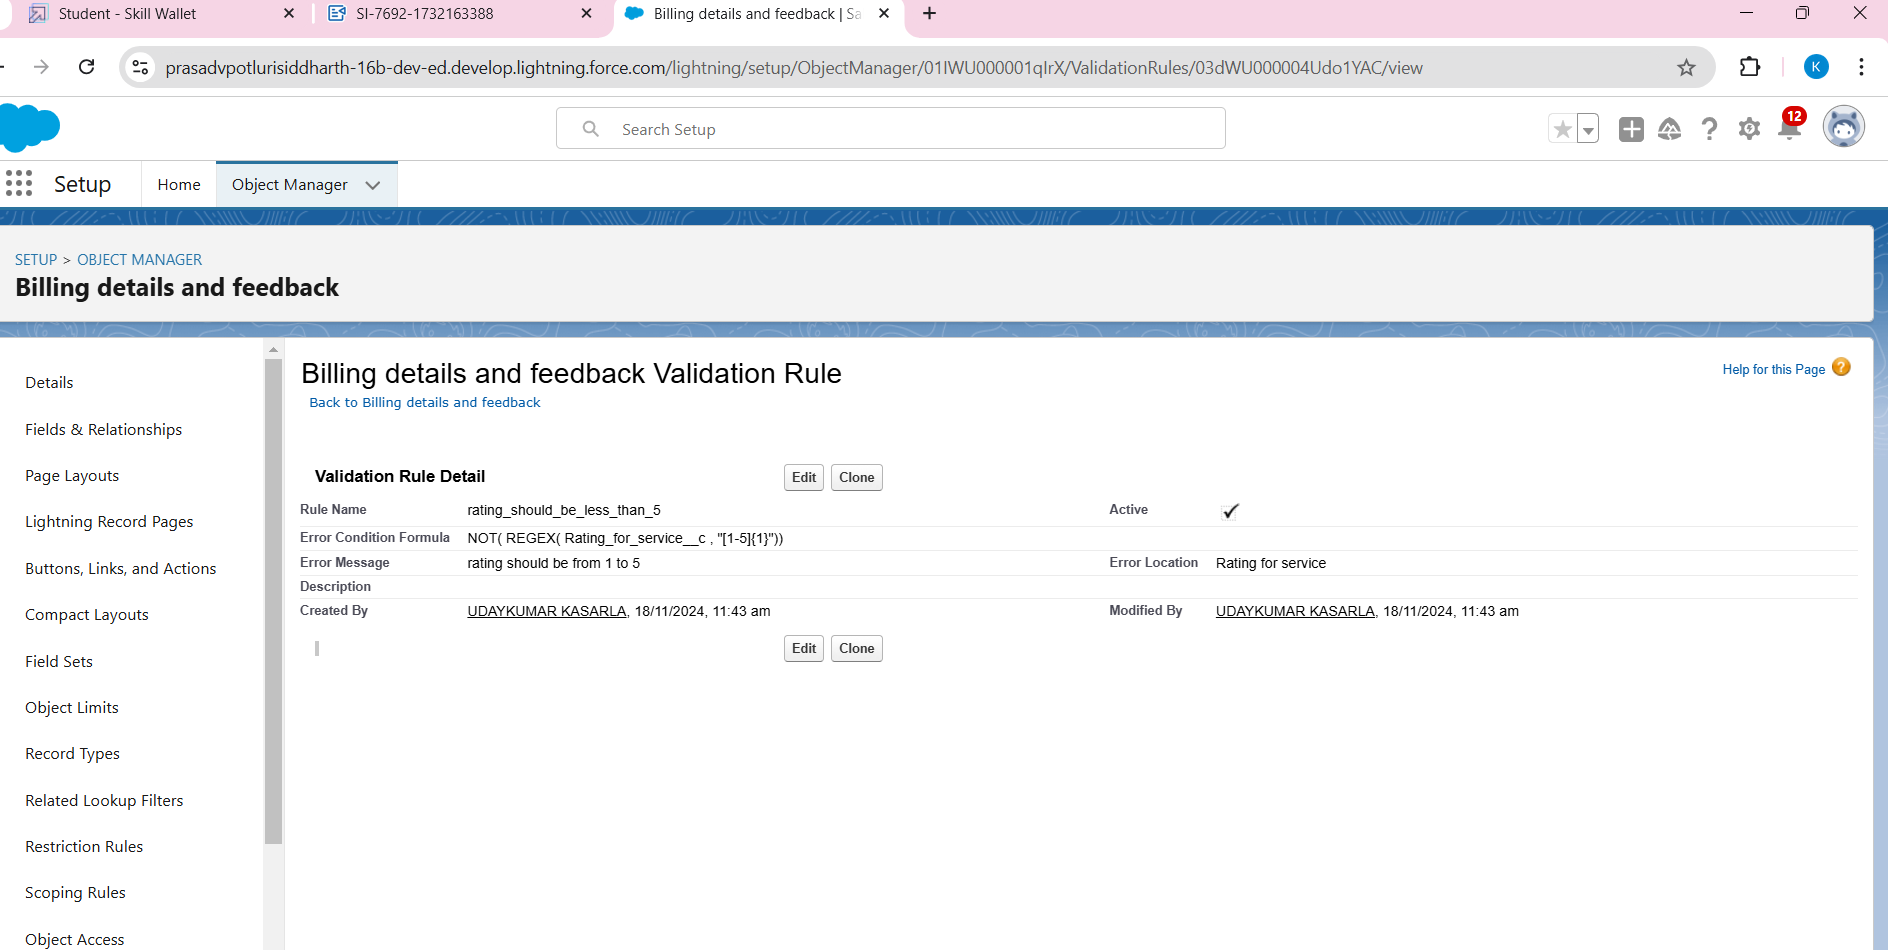 Student - Skill Wallet
SI-7692-1732163388
Billing details and feedback | Sa
prasadvpotlurisiddharth-16b-dev-ed.develop.lightning.force.com/lightning/setup/ObjectManager/01IWU000001qIrX/ValidationRules/03dWU000004Udo1YAC/view
K
Search Setup
12
Setup
Home
Object Manager
SETUP > OBJECT MANAGER
Billing details and feedback
Details
Fields & Relationships
Page Layouts
Lightning Record Pages
Buttons, Links, and Actions
Compact Layouts
Field Sets
Object Limits
Record Types
Related Lookup Filters
Restriction Rules
Scoping Rules
Object Access
Billing details and feedback Validation Rule
Help for this Page ?
Back to Billing details and feedback
Validation Rule Detail
Edit Clone
Rule Name rating_should_be_less_than_5 Active
Error Condition Formula NOT( REGEX( Rating_for_service__c , "[1-5]{1}"))
Error Message rating should be from 1 to 5 Error Location Rating for service
Description
Created By UDAYKUMAR KASARLA, 18/11/2024, 11:43 am Modified By UDAYKUMAR KASARLA, 18/11/2024, 11:43 am
Edit Clone